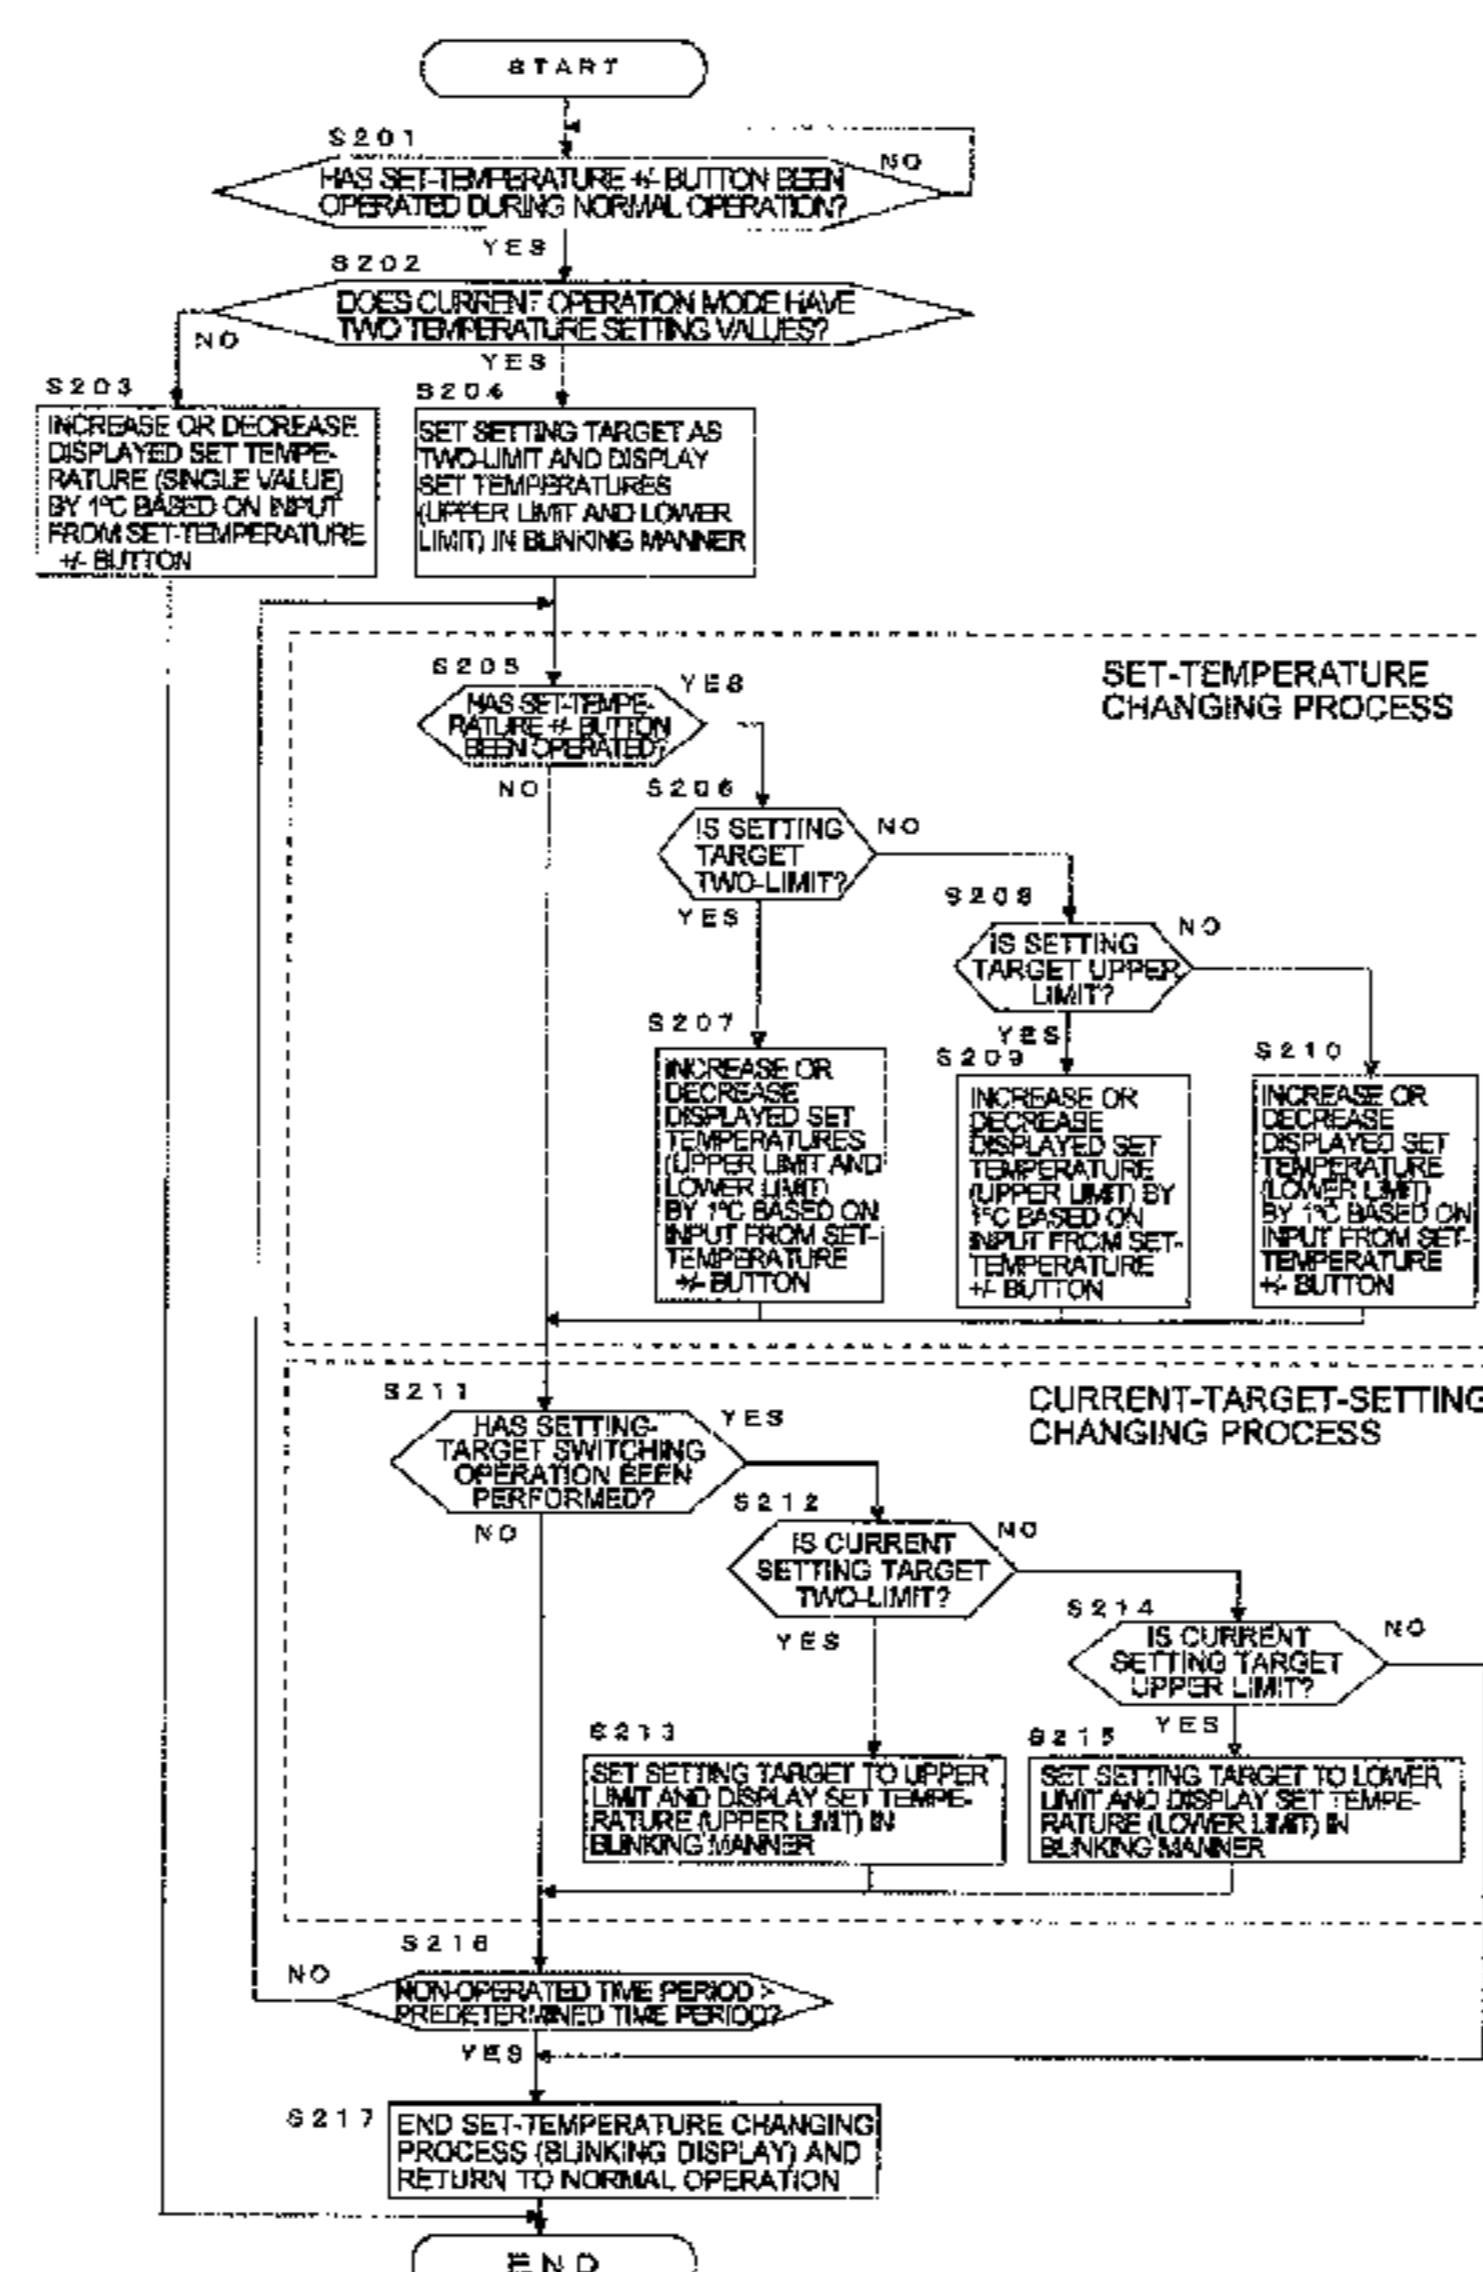 START
S201
HAS SET-TEMPERATURE +/- BUTTON BEEN
OPERATED DURING NORMAL OPERATION?
NO
YES
S202
DOES CURRENT OPERATION MODE HAVE
TWO TEMPERATURE SETTING VALUES?
NO
YES
S203
INCREASE OR DECREASE
DISPLAYED SET TEMPE-
RATURE (SINGLE VALUE)
BY 1°C BASED ON INPUT
FROM SET-TEMPERATURE
+/- BUTTON
S204
SET SETTING TARGET AS
TWO-LIMIT AND DISPLAY
SET TEMPERATURES
(UPPER LIMIT AND LOWER
LIMIT) IN BLINKING MANNER
SET-TEMPERATURE
CHANGING PROCESS
S205
HAS SET-TEMPE-
RATURE +/- BUTTON
BEEN OPERATED?
YES
NO
S206
IS SETTING
TARGET
TWO-LIMIT?
NO
YES
S208
IS SETTING
TARGET UPPER
LIMIT?
NO
YES
S207
INCREASE OR
DECREASE
DISPLAYED SET
TEMPERATURES
(UPPER LIMIT AND
LOWER LIMIT)
BY 1°C BASED ON
INPUT FROM SET-
TEMPERATURE
+/- BUTTON
S209
INCREASE OR
DECREASE
DISPLAYED SET
TEMPERATURE
(UPPER LIMIT) BY
1°C BASED ON
INPUT FROM SET-
TEMPERATURE
+/- BUTTON
S210
INCREASE OR
DECREASE
DISPLAYED SET
TEMPERATURE
(LOWER LIMIT)
BY 1°C BASED ON
INPUT FROM SET-
TEMPERATURE
+/- BUTTON
CURRENT-TARGET-SETTING
CHANGING PROCESS
S211
HAS SETTING-
TARGET SWITCHING
OPERATION BEEN
PERFORMED?
YES
NO
S212
IS CURRENT
SETTING TARGET
TWO-LIMIT?
NO
YES
S214
IS CURRENT
SETTING TARGET
UPPER LIMIT?
NO
YES
S213
SET SETTING TARGET TO UPPER
LIMIT AND DISPLAY SET TEMPE-
RATURE (UPPER LIMIT) IN
BLINKING MANNER
S215
SET SETTING TARGET TO LOWER
LIMIT AND DISPLAY SET TEMPE-
RATURE (LOWER LIMIT) IN
BLINKING MANNER
S216
NON-OPERATED TIME PERIOD >
PREDETERMINED TIME PERIOD?
NO
YES
S217
END SET-TEMPERATURE CHANGING
PROCESS (BLINKING DISPLAY) AND
RETURN TO NORMAL OPERATION
END